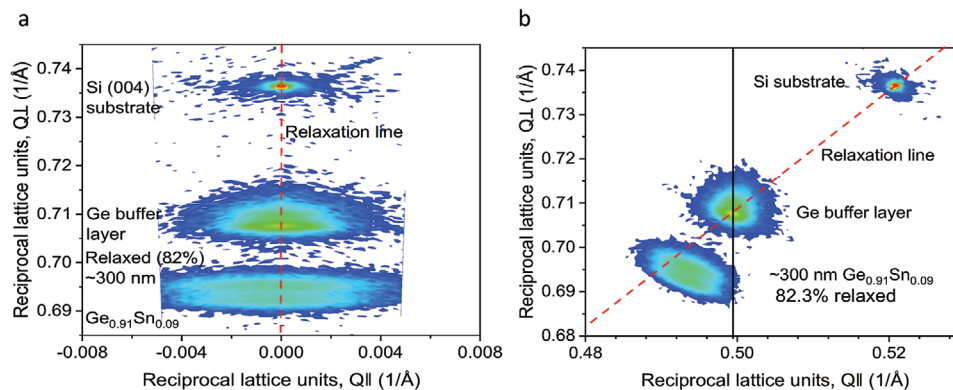 a
Reciprocal lattice units, Q⊥ (1/Å)
0.74
0.73
0.72
0.71
0.70
0.69
Si (004)
substrate
Relaxation line
Ge buffer
layer
Relaxed (82%)
~300 nm
Ge0.91Sn0.09
-0.008
-0.004
0.000
0.004
0.008
Reciprocal lattice units, Q∥ (1/Å)
b
Reciprocal lattice units, Q⊥ (1/Å)
0.74
0.73
0.72
0.71
0.70
0.69
0.68
Si substrate
Relaxation line
Ge buffer layer
~300 nm Ge0.91Sn0.09
82.3% relaxed
0.48
0.50
0.52
Reciprocal lattice units, Q∥ (1/Å)